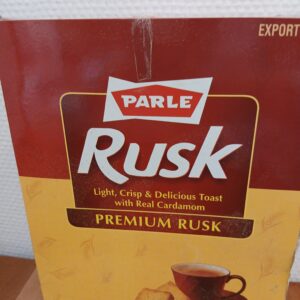 EXPORT
PARLE
Rusk
Light, Crisp & Delicious Toast
with Real Cardamom
PREMIUM RUSK